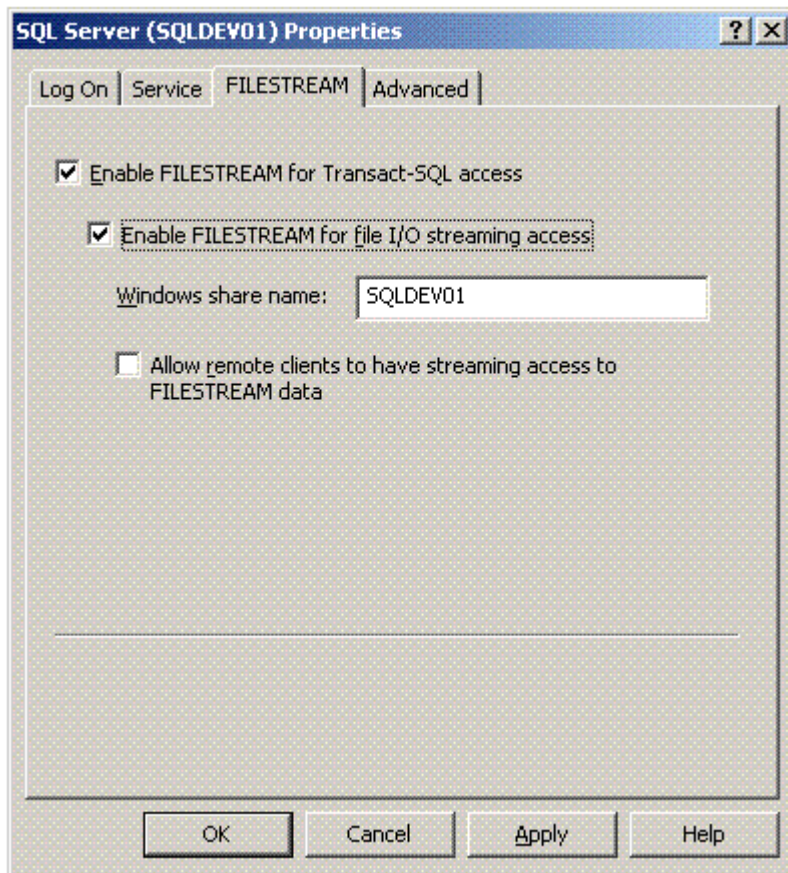 SQL Server (SQLDEV01) Properties
Log On Service FILESTREAM Advanced
Enable FILESTREAM for Transact-SQL access
Enable FILESTREAM for file I/O streaming access
Windows share name: SQLDEV01
Allow remote clients to have streaming access to
FILESTREAM data
OK Cancel Apply Help